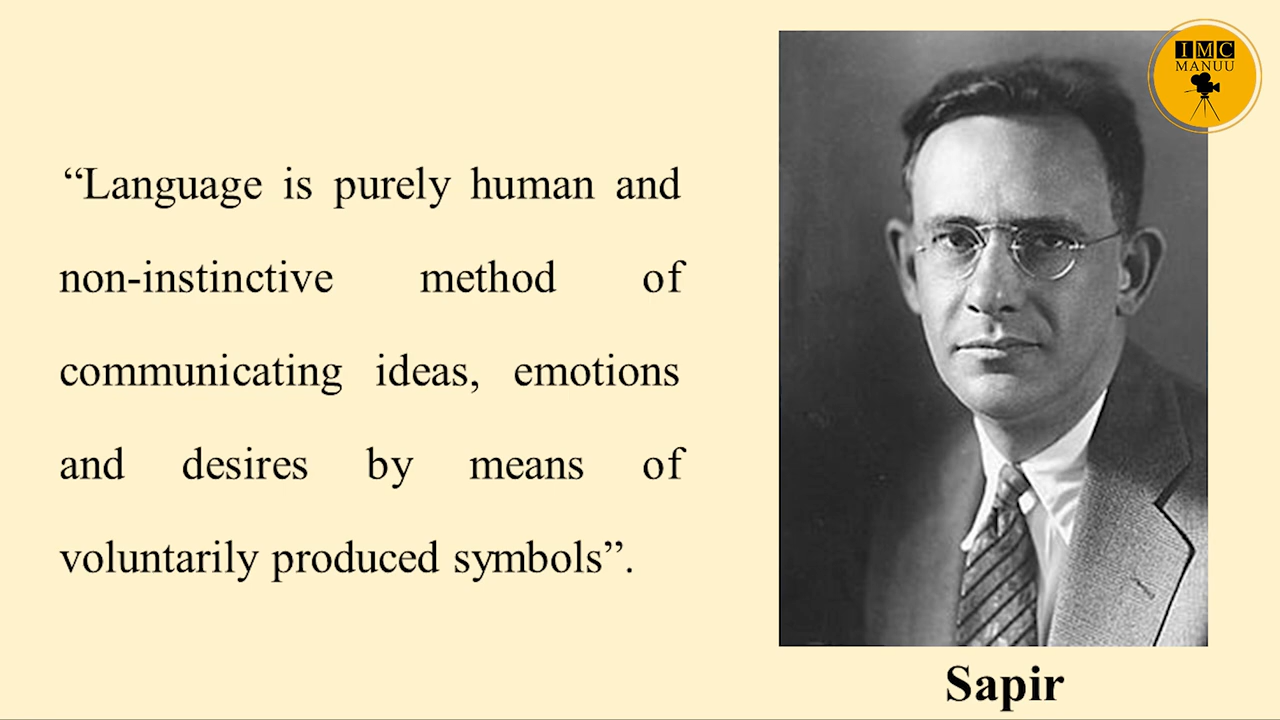 “Language is purely human and
non-instinctive method of
communicating ideas, emotions
and desires by means of
voluntarily produced symbols”.
IMC
MANUU
Sapir